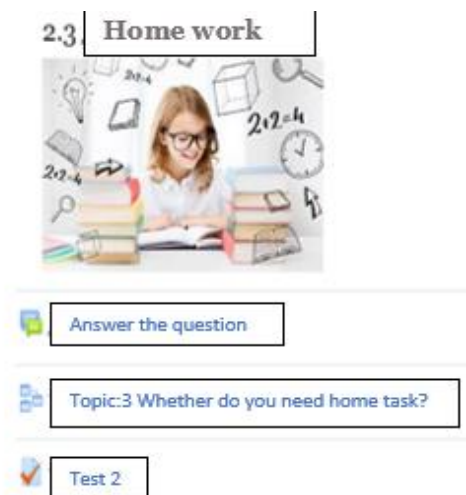 2.3 Home work
2+2=4
2+2=4
2+2=4
Answer the question
Topic:3 Whether do you need home task?
Test 2